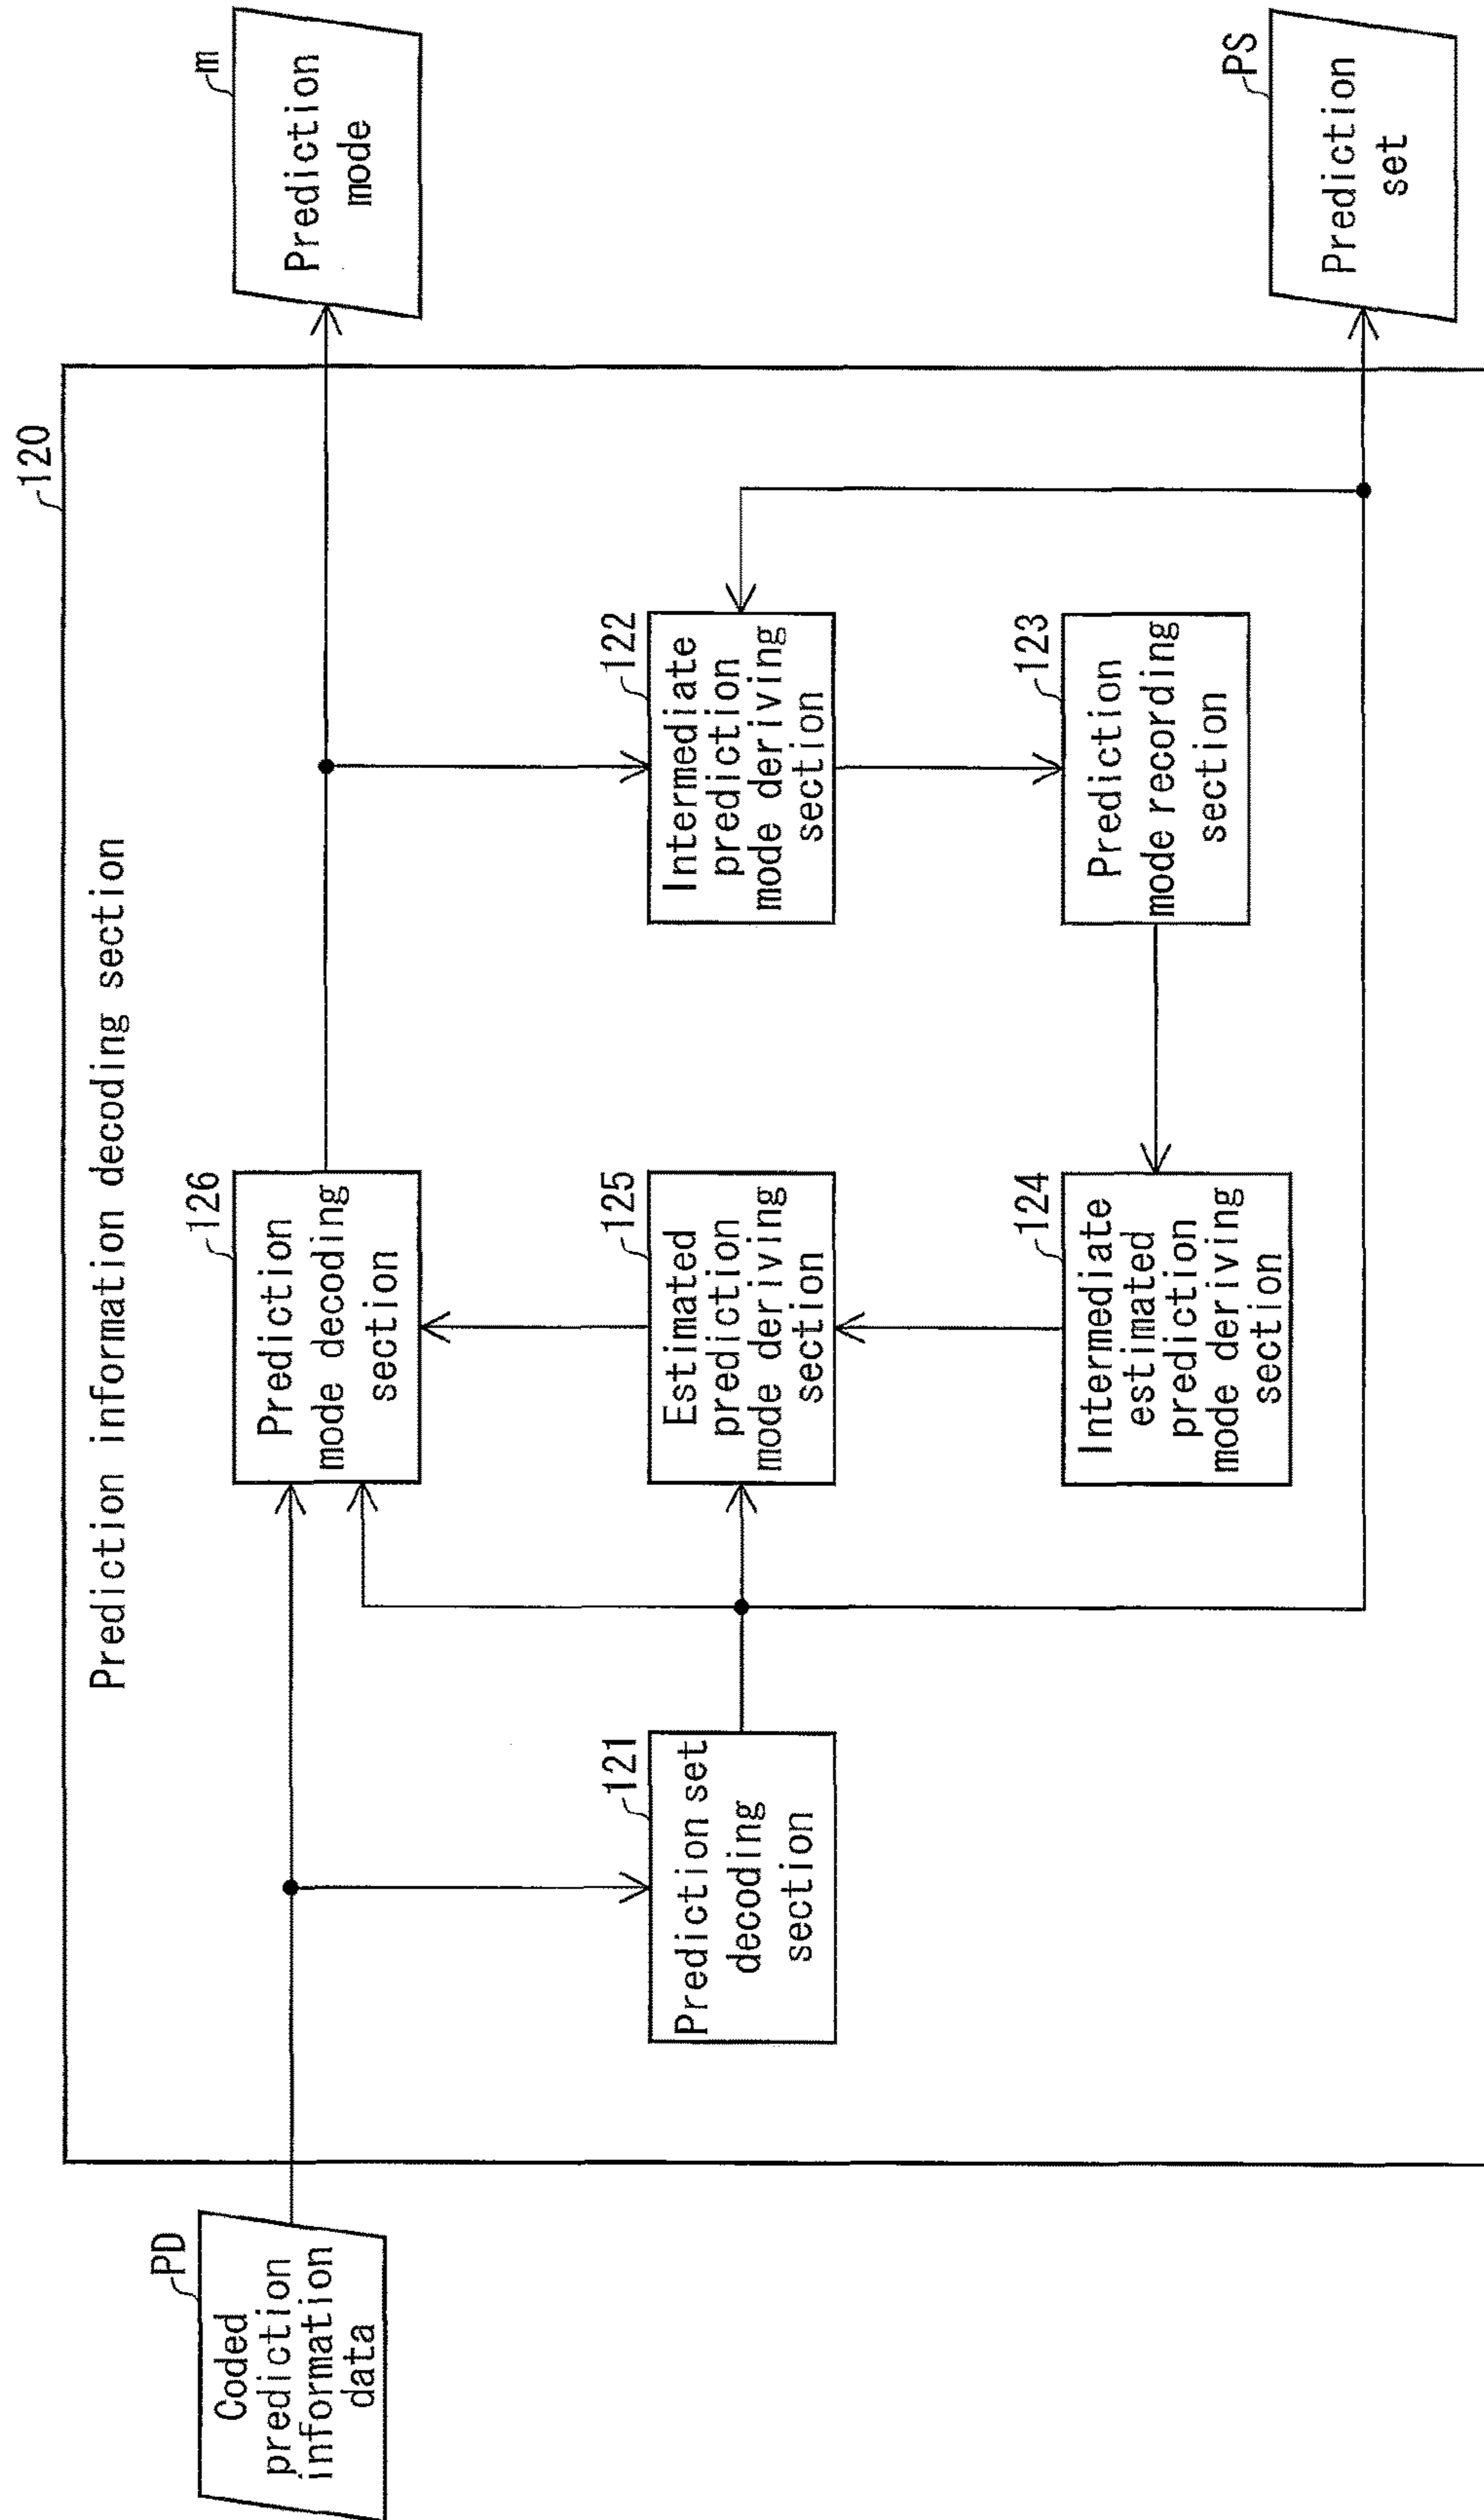 120
Prediction information decoding section
PD
Coded
prediction
information
data
126
Prediction
mode decoding
section
m
Prediction
mode
121
Prediction set
decoding
section
125
Estimated
prediction
mode deriving
section
122
Intermediate
prediction
mode deriving
section
124
Intermediate
estimated
prediction
mode deriving
section
123
Prediction
mode recording
section
PS
Prediction
set